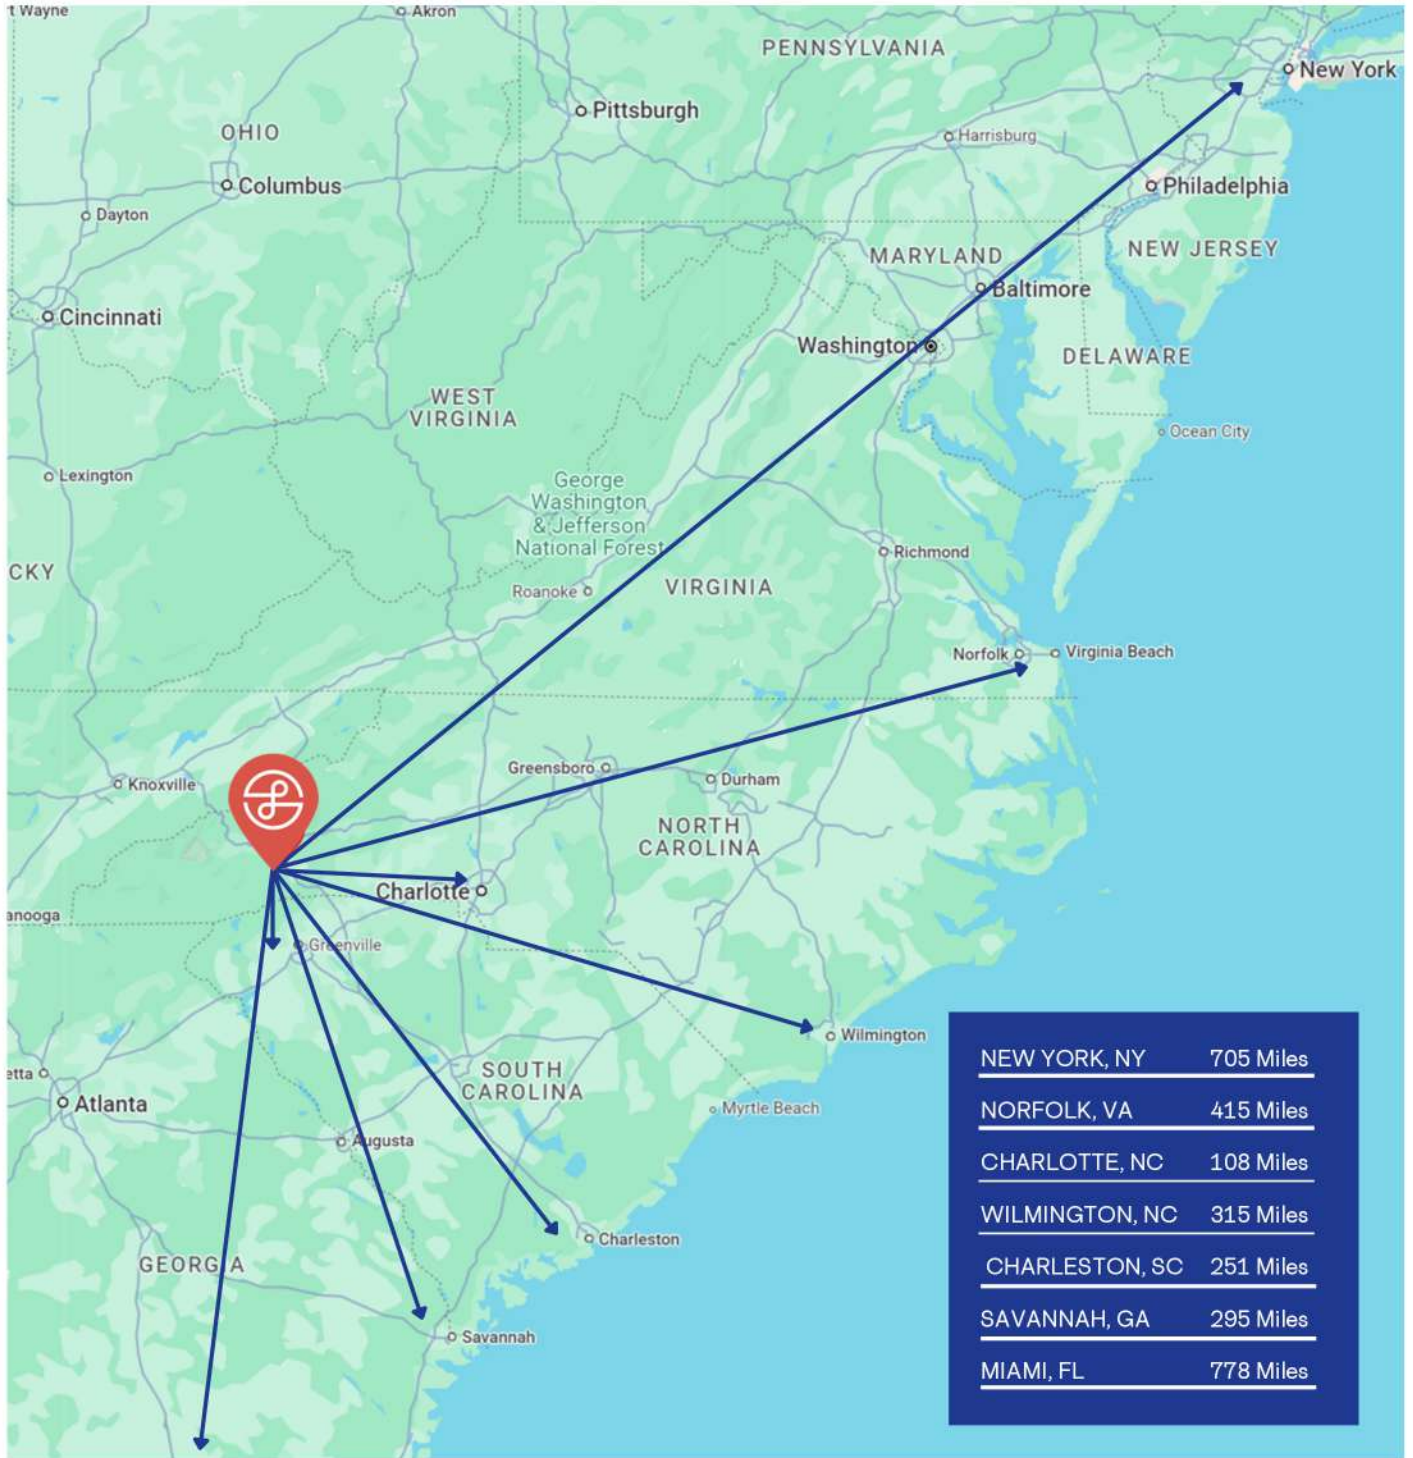 t Wayne
Akron
PENNSYLVANIA
New York
Pittsburgh
OHIO
Harrisburg
Columbus
Philadelphia
Dayton
MARYLAND
NEW JERSEY
Baltimore
Cincinnati
Washington
DELAWARE
WEST
VIRGINIA
Ocean City
Lexington
George
Washington
& Jefferson
National Forest
Richmond
CKY
Roanoke
VIRGINIA
Norfolk
Virginia Beach
Greensboro
Durham
Knoxville
NORTH
CAROLINA
Charlotte
anooga
Greenville
Wilmington
SOUTH
CAROLINA
etta
Atlanta
Myrtle Beach
Augusta
Charleston
GEORGIA
Savannah
NEW YORK, NY 705 Miles
NORFOLK, VA 415 Miles
CHARLOTTE, NC 108 Miles
WILMINGTON, NC 315 Miles
CHARLESTON, SC 251 Miles
SAVANNAH, GA 295 Miles
MIAMI, FL 778 Miles